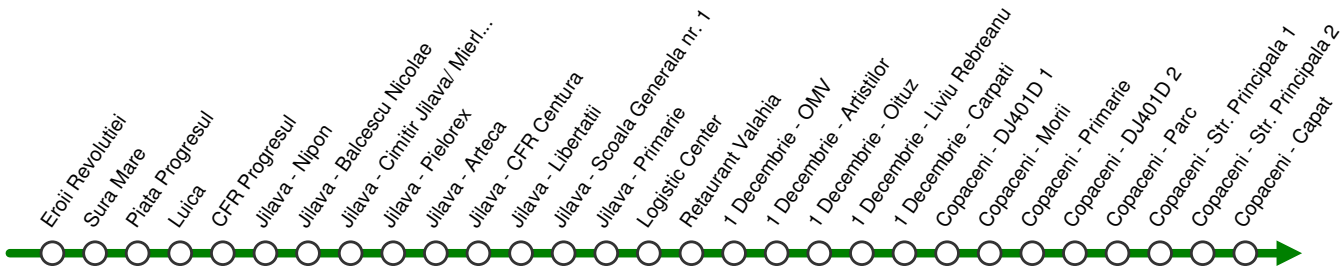 Eroii Revolutiei
Sura Mare
Piata Progresul
Luica
CFR Progresul
Jilava - Nipon
Jilava - Balcescu Nicolae
Jilava - Cimitir Jilava/ Mierl...
Jilava - Pielorex
Jilava - Arteca
Jilava - CFR Centura
Jilava - Libertatii
Jilava - Scoala Generala nr. 1
Jilava - Primarie
Logistic Center
Retaurant Valahia
1 Decembrie - OMV
1 Decembrie - Artistilor
1 Decembrie - Oituz
1 Decembrie - Liviu Rebreanu
1 Decembrie - Carpati
Copaceni - DJ401D 1
Copaceni - Morii
Copaceni - Primarie
Copaceni - DJ401D 2
Copaceni - Parc
Copaceni - Str. Principala 1
Copaceni - Str. Principala 2
Copaceni - Capat